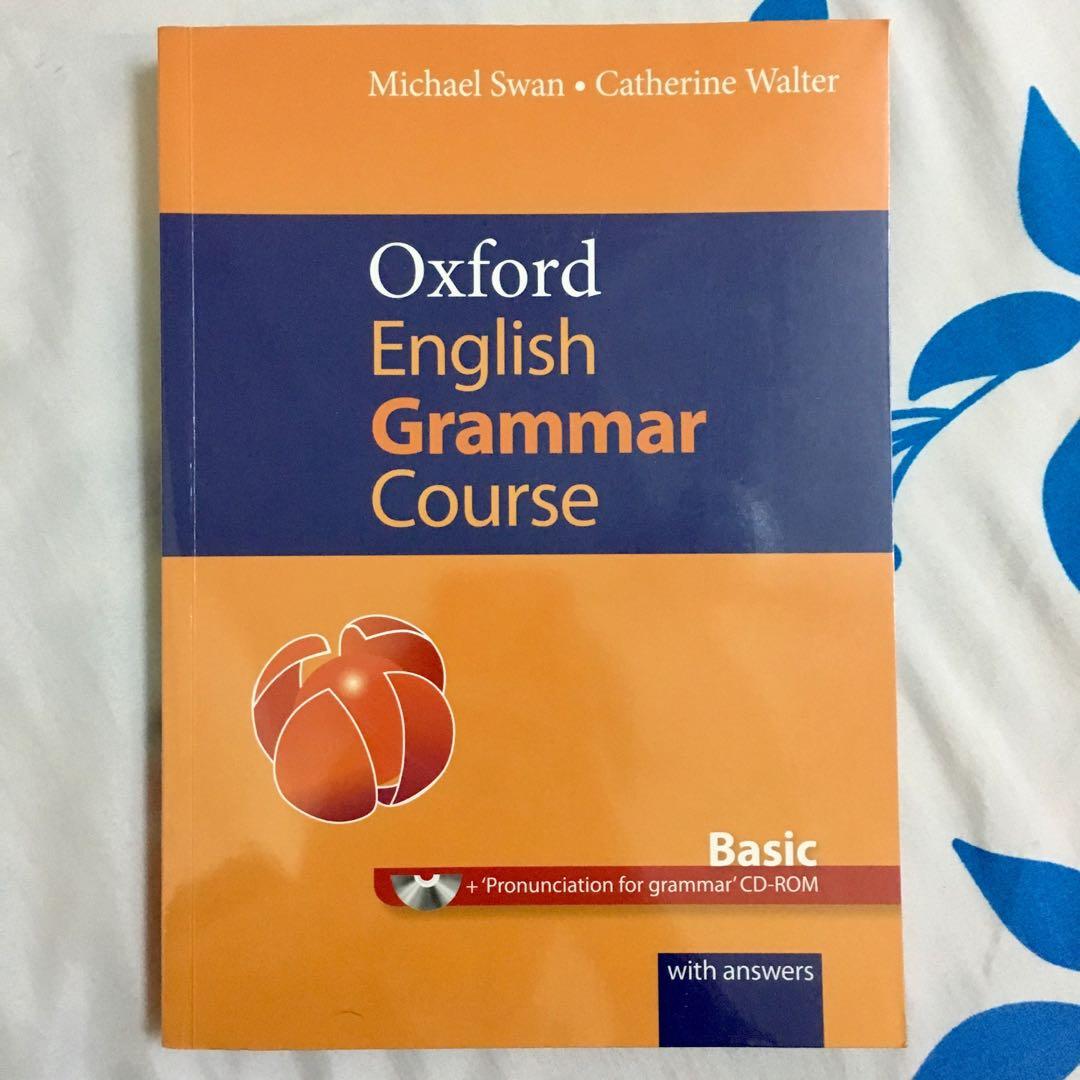 Michael Swan • Catherine Walter
Oxford
English
Grammar
Course
Basic
+ ‘Pronunciation for grammar’ CD-ROM
with answers